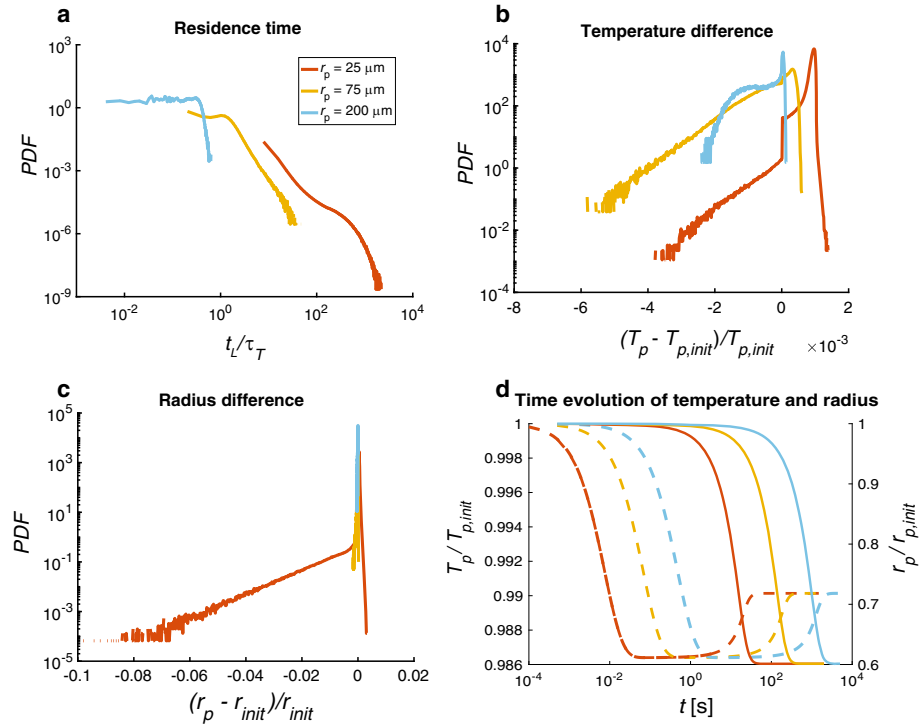 a
Residence time
10^3
10^0
10^-3
10^-6
10^-9
PDF
r_p = 25 μm
r_p = 75 μm
r_p = 200 μm
10^-2
10^0
10^2
10^4
t_L/τ_T
b
Temperature difference
10^4
10^2
10^0
10^-2
10^-4
PDF
-8
-6
-4
-2
0
2
(T_p - T_p,init)/T_p,init
×10^-3
c
Radius difference
10^5
10^3
10^1
10^-1
10^-3
10^-5
PDF
-0.1
-0.08
-0.06
-0.04
-0.02
0
0.02
(r_p - r_init)/r_init
d
Time evolution of temperature and radius
1
0.998
0.996
0.994
0.992
0.99
0.988
0.986
T_p/T_p,init
1
0.9
0.8
0.7
0.6
r_p/r_p,init
10^-4
10^-2
10^0
10^2
10^4
t [s]